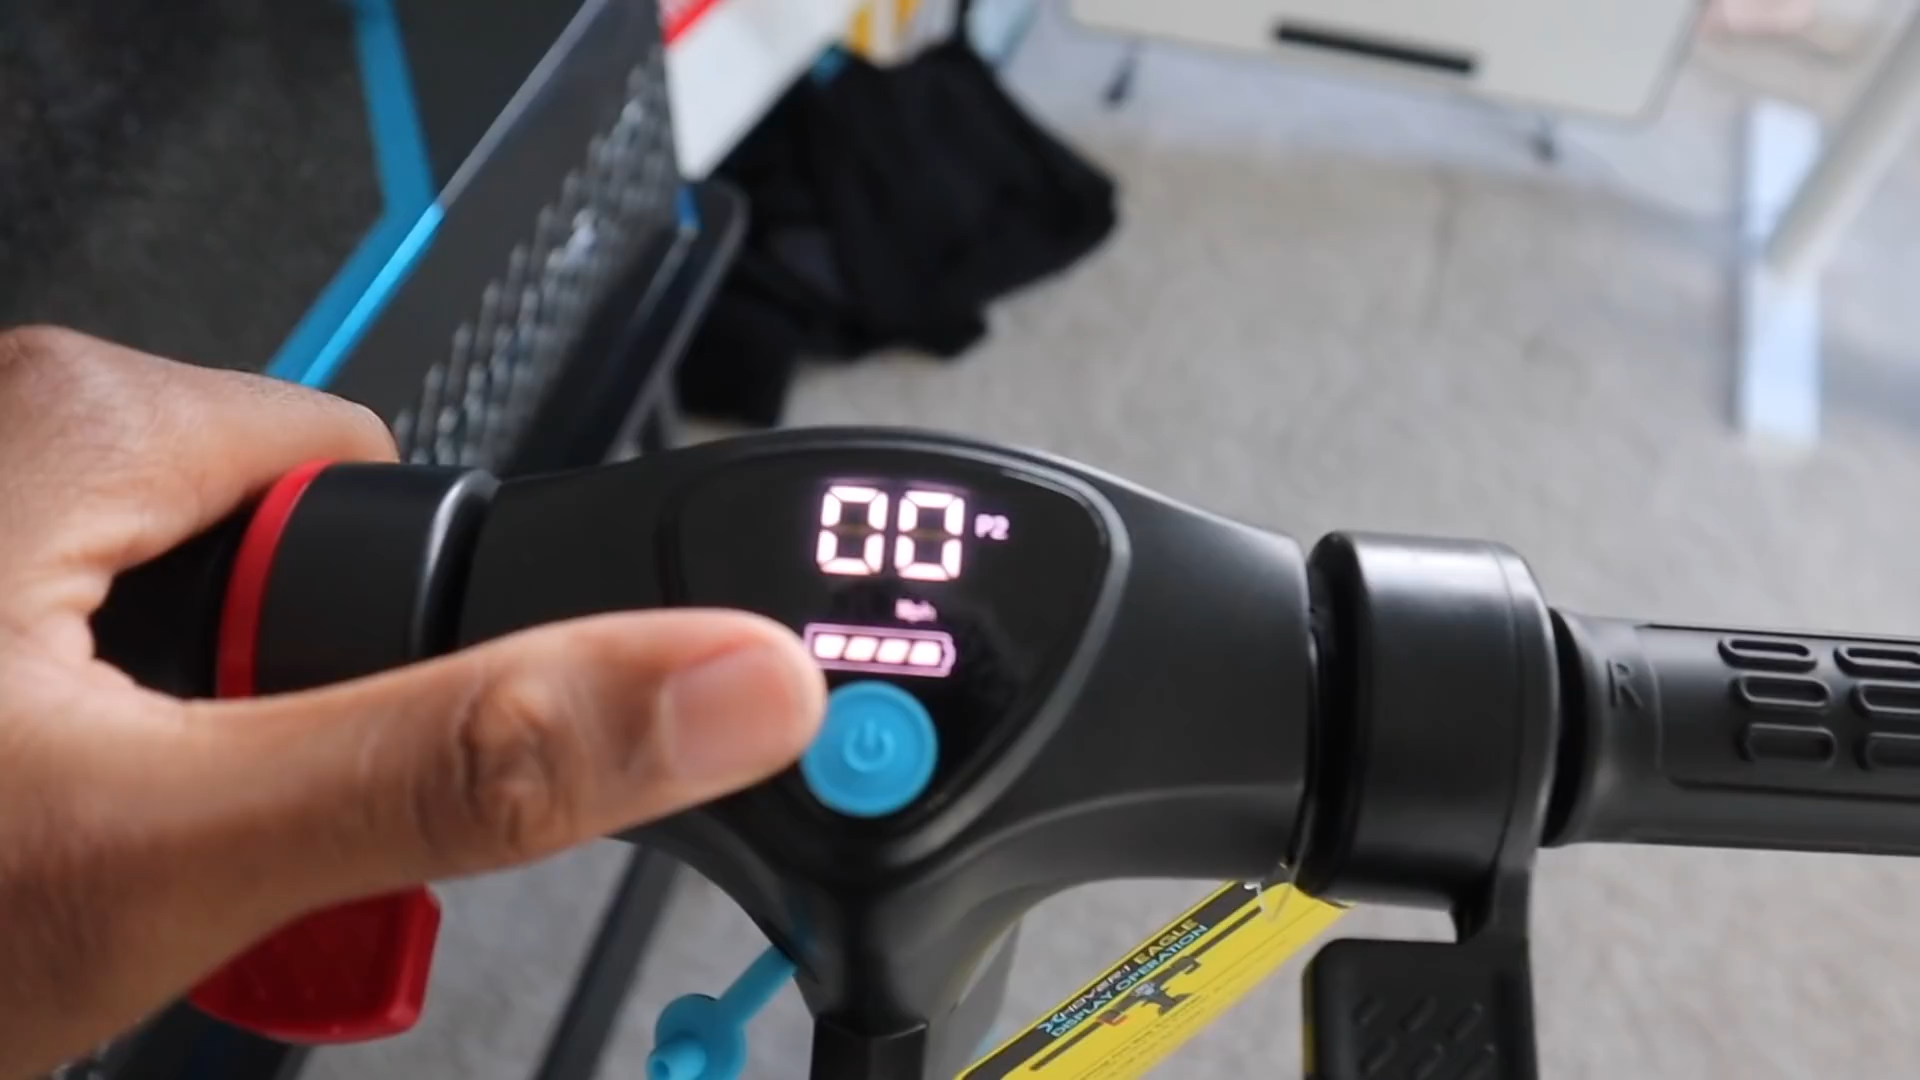 00 P2
Mph
R
HOVER-1 EAGLE
DISPLAY OPERATION